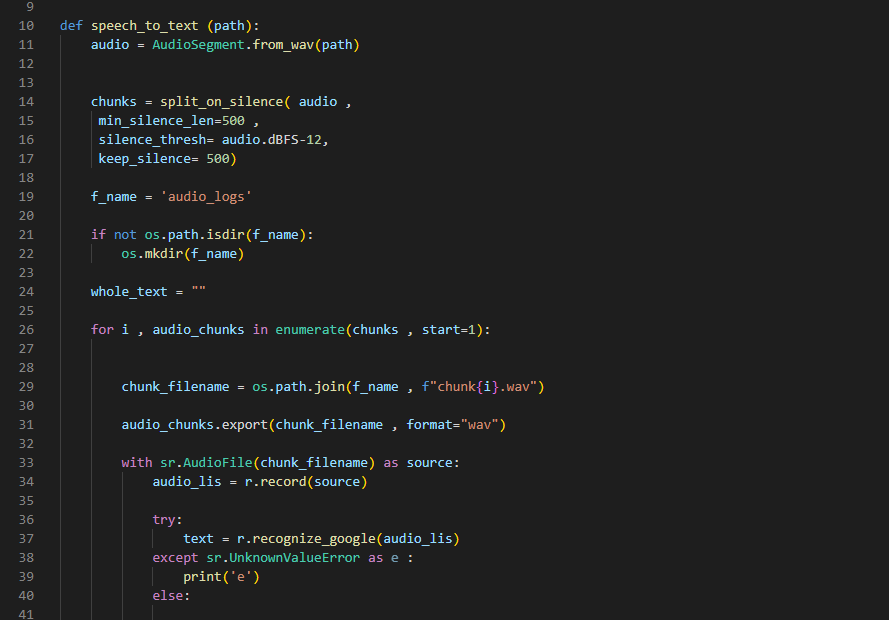 9
10 def speech_to_text (path):
11     audio = AudioSegment.from_wav(path)
12
13
14     chunks = split_on_silence( audio ,
15      min_silence_len=500 ,
16      silence_thresh= audio.dBFS-12,
17      keep_silence= 500)
18
19     f_name = 'audio_logs'
20
21     if not os.path.isdir(f_name):
22         os.mkdir(f_name)
23
24     whole_text = ""
25
26     for i , audio_chunks in enumerate(chunks , start=1):
27
28
29         chunk_filename = os.path.join(f_name , f"chunk{i}.wav")
30
31         audio_chunks.export(chunk_filename , format="wav")
32
33         with sr.AudioFile(chunk_filename) as source:
34             audio_lis = r.record(source)
35
36             try:
37                 text = r.recognize_google(audio_lis)
38             except sr.UnknownValueError as e :
39                 print('e')
40             else:
41